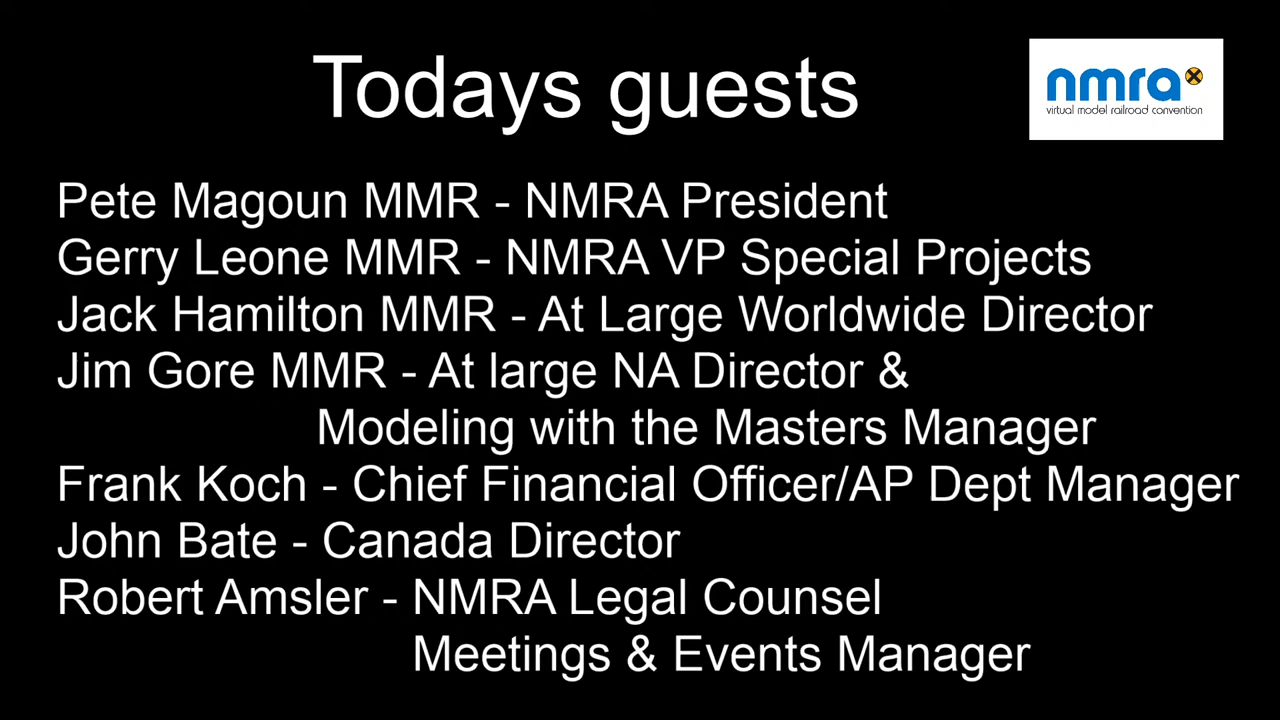 Todays guests
nmra
virtual model railroad convention
Pete Magoun MMR - NMRA President
Gerry Leone MMR - NMRA VP Special Projects
Jack Hamilton MMR - At Large Worldwide Director
Jim Gore MMR - At large NA Director &
Modeling with the Masters Manager
Frank Koch - Chief Financial Officer/AP Dept Manager
John Bate - Canada Director
Robert Amsler - NMRA Legal Counsel
Meetings & Events Manager